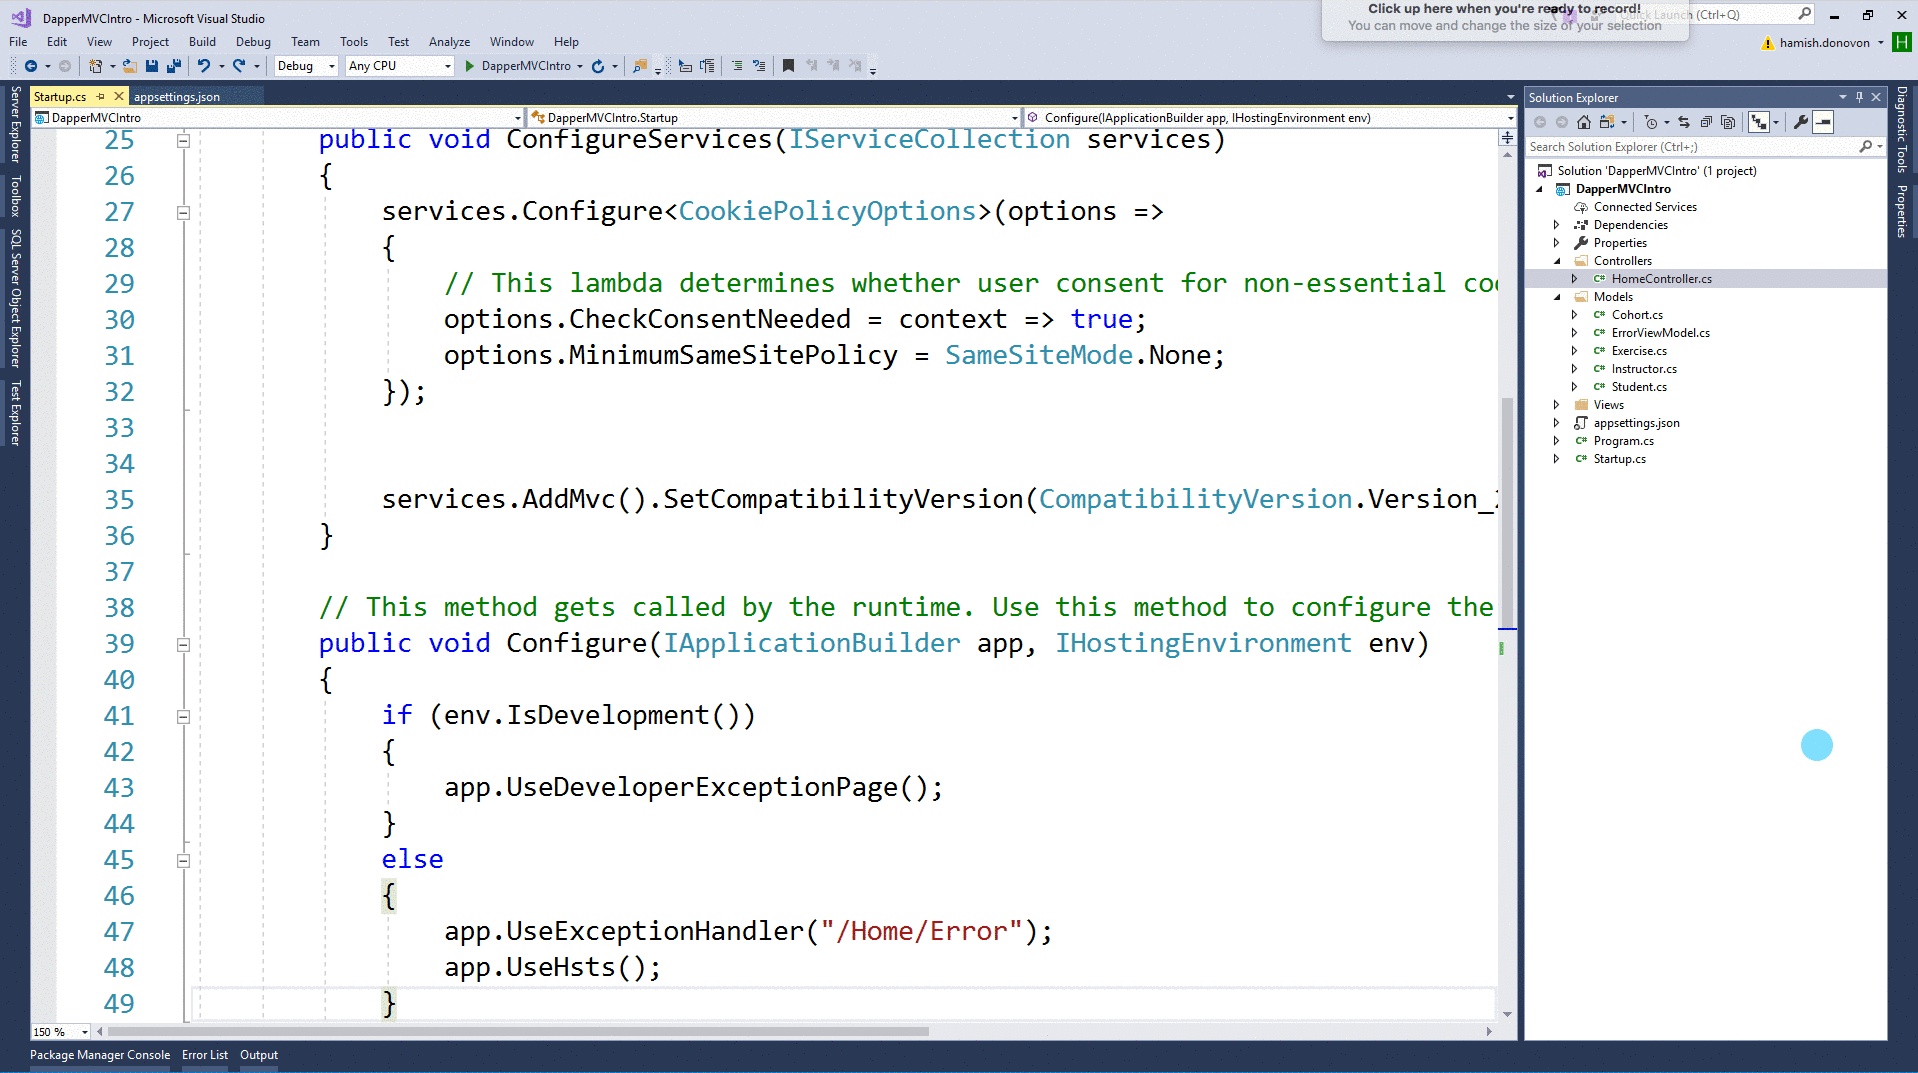 DapperMVCIntro - Microsoft Visual Studio
Click up here when you're ready to record!
You can move and change the size of your selection
Quick Launch (Ctrl+Q)
File Edit View Project Build Debug Team Tools Test Analyze Window Help
hamish.donovon H
Debug Any CPU DapperMVCIntro
Startup.cs appsettings.json
DapperMVCIntro DapperMVCIntro.Startup Configure(IApplicationBuilder app, IHostingEnvironment env)
Server Explorer
Toolbox
SQL Server Object Explorer
Test Explorer
25 public void ConfigureServices(IServiceCollection services)
26 {
27 services.Configure<CookiePolicyOptions>(options =>
28 {
29 // This lambda determines whether user consent for non-essential
30 options.CheckConsentNeeded = context => true;
31 options.MinimumSameSitePolicy = SameSiteMode.None;
32 });
33
34
35 services.AddMvc().SetCompatibilityVersion(CompatibilityVersion.Version_
36 }
37
38 // This method gets called by the runtime. Use this method to configure the
39 public void Configure(IApplicationBuilder app, IHostingEnvironment env)
40 {
41 if (env.IsDevelopment())
42 {
43 app.UseDeveloperExceptionPage();
44 }
45 else
46 {
47 app.UseExceptionHandler("/Home/Error");
48 app.UseHsts();
49 }
150 %
Package Manager Console Error List Output
Solution Explorer
Search Solution Explorer (Ctrl+;)
Solution 'DapperMVCIntro' (1 project)
DapperMVCIntro
Connected Services
Dependencies
Properties
Controllers
C# HomeController.cs
Models
C# Cohort.cs
C# ErrorViewModel.cs
C# Exercise.cs
C# Instructor.cs
C# Student.cs
Views
appsettings.json
C# Program.cs
C# Startup.cs
Diagnostic Tools
Properties